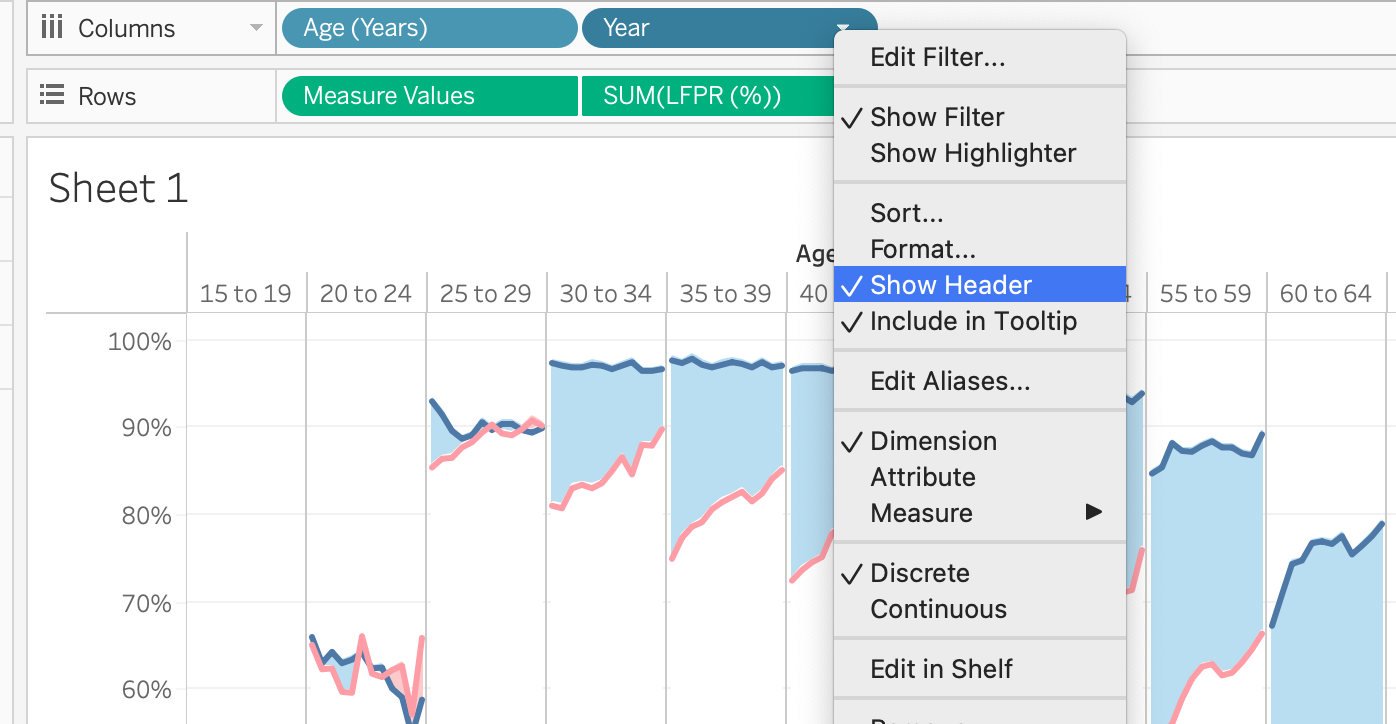 Columns
Age (Years)
Year
Rows
Measure Values
SUM(LFPR (%))
Sheet 1
Age
15 to 19
20 to 24
25 to 29
30 to 34
35 to 39
40
4
55 to 59
60 to 64
100%
90%
80%
70%
60%
Edit Filter...
✓ Show Filter
Show Highlighter
Sort...
Format...
✓ Show Header
✓ Include in Tooltip
Edit Aliases...
✓ Dimension
Attribute
Measure ▶
✓ Discrete
Continuous
Edit in Shelf